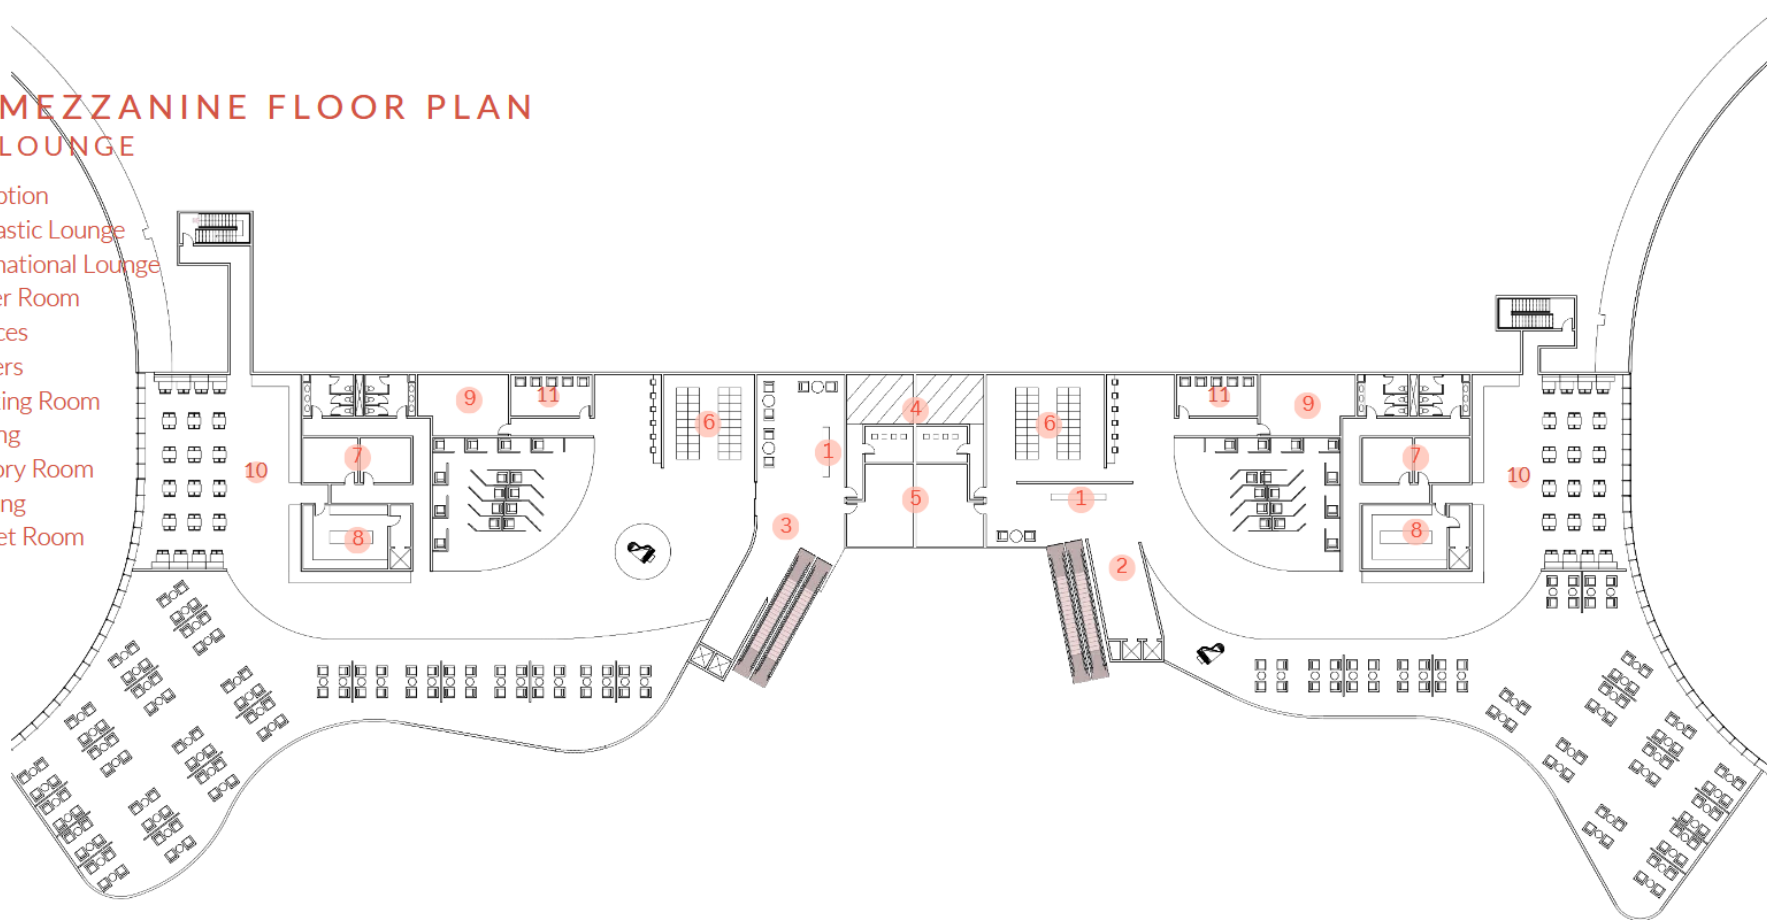 MEZZANINE FLOOR PLAN
LOUNGE
ption
astic Lounge
national Lounge
er Room
ces
ers
ing Room
ng
ory Room
ng
et Room
9
11
6
4
1
10
7
5
3
8
6
1
2
11
9
7
10
8